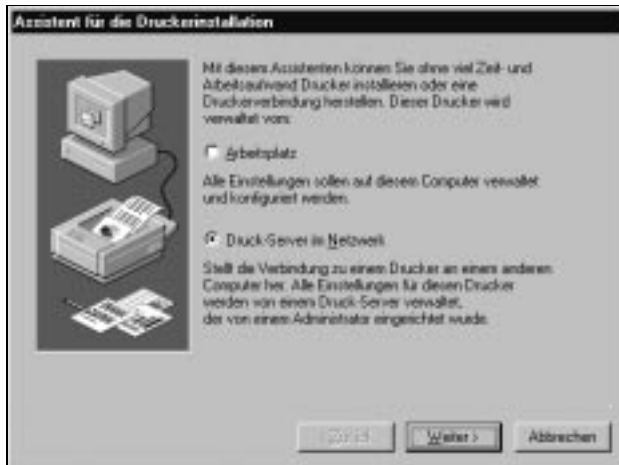 Assistent für die Druckerinstallation
Mit diesem Assistenten können Sie ohne viel Zeit- und
Arbeitsaufwand Drucker installieren oder eine
Druckerverbindung herstellen. Dieser Drucker wird
verwaltet von:
Arbeitsplatz
Alle Einstellungen sollen auf diesem Computer verwaltet
und konfiguriert werden.
Druck-Server im Netzwerk
Stellt die Verbindung zu einem Drucker an einem anderen
Computer her. Alle Einstellungen für diesen Drucker
werden von einem Druck-Server verwaltet,
der von einem Administrator eingerichtet wurde.
< Zurück
Weiter >
Abbrechen